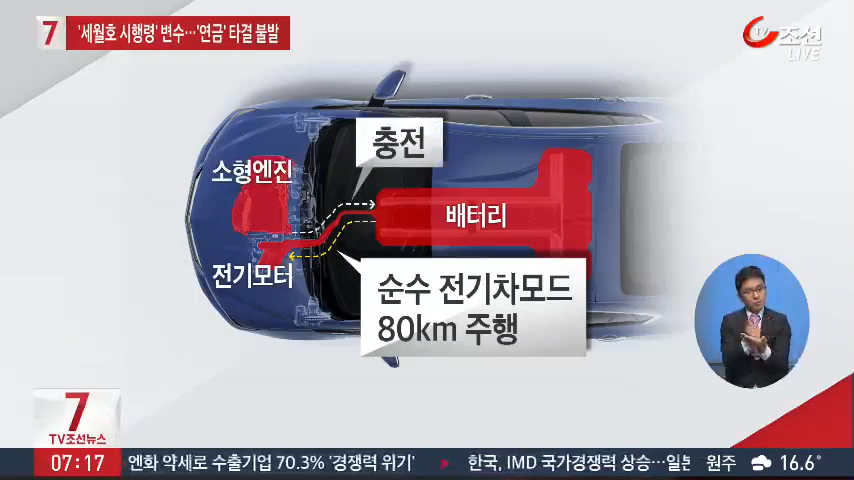 7 '세월호 시행령' 변수…'연금' 타결 불발
TV조선
LIVE
충전
소형엔진
배터리
전기모터
순수 전기차모드
80km 주행
7
TV조선뉴스
07:17 엔화 약세로 수출기업 70.3% '경쟁력 위기' 한국, IMD 국가경쟁력 상승…일본 원주 16.6°